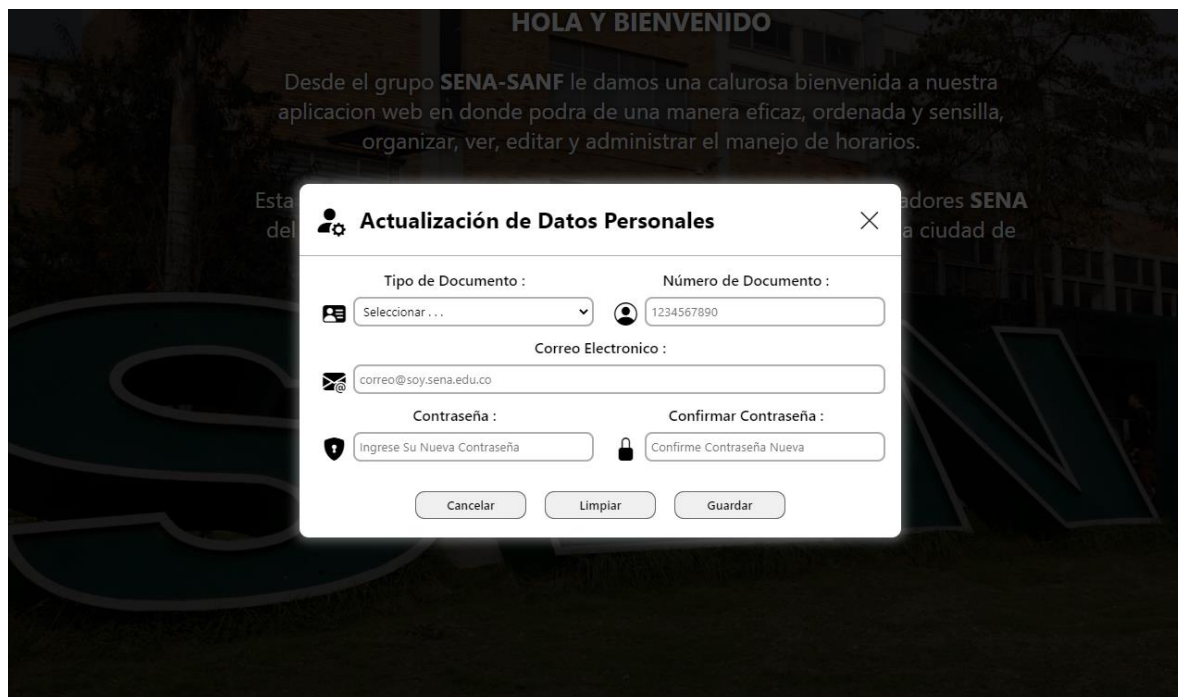 HOLA Y BIENVENIDO
Desde el grupo SENA-SANF le damos una calurosa bienvenida a nuestra
aplicacion web en donde podra de una manera eficaz, ordenada y sensilla,
organizar, ver, editar y administrar el manejo de horarios.
Esta adores SENA
del a ciudad de
Actualización de Datos Personales
Tipo de Documento : Número de Documento :
Seleccionar . . . 1234567890
Correo Electronico :
correo@soy.sena.edu.co
Contraseña : Confirmar Contraseña :
Ingrese Su Nueva Contraseña Confirme Contraseña Nueva
Cancelar Limpiar Guardar